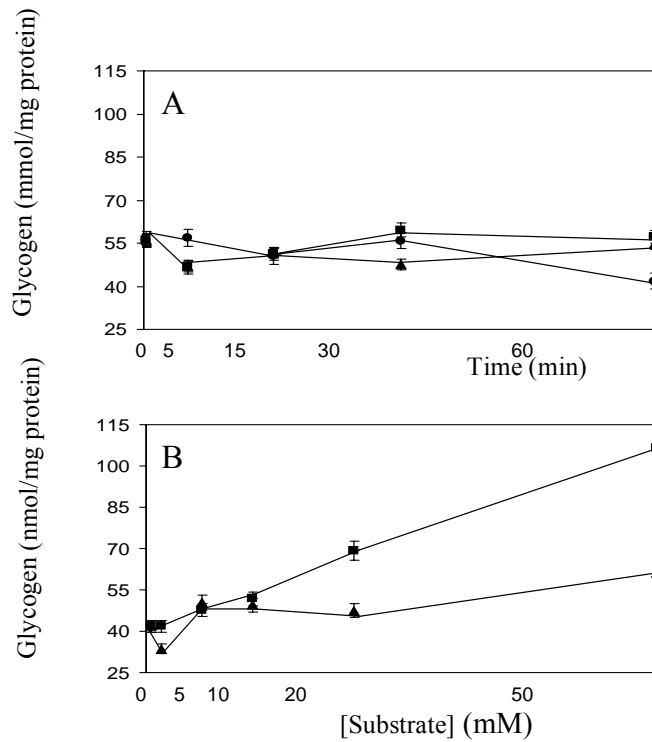 115
A
100
85
70
55
40
25
Glycogen (mmol/mg protein)
0 5 15 30 60
Time (min)
115
B
100
85
70
55
40
25
Glycogen (nmol/mg protein)
0 5 10 20 50
[Substrate] (mM)